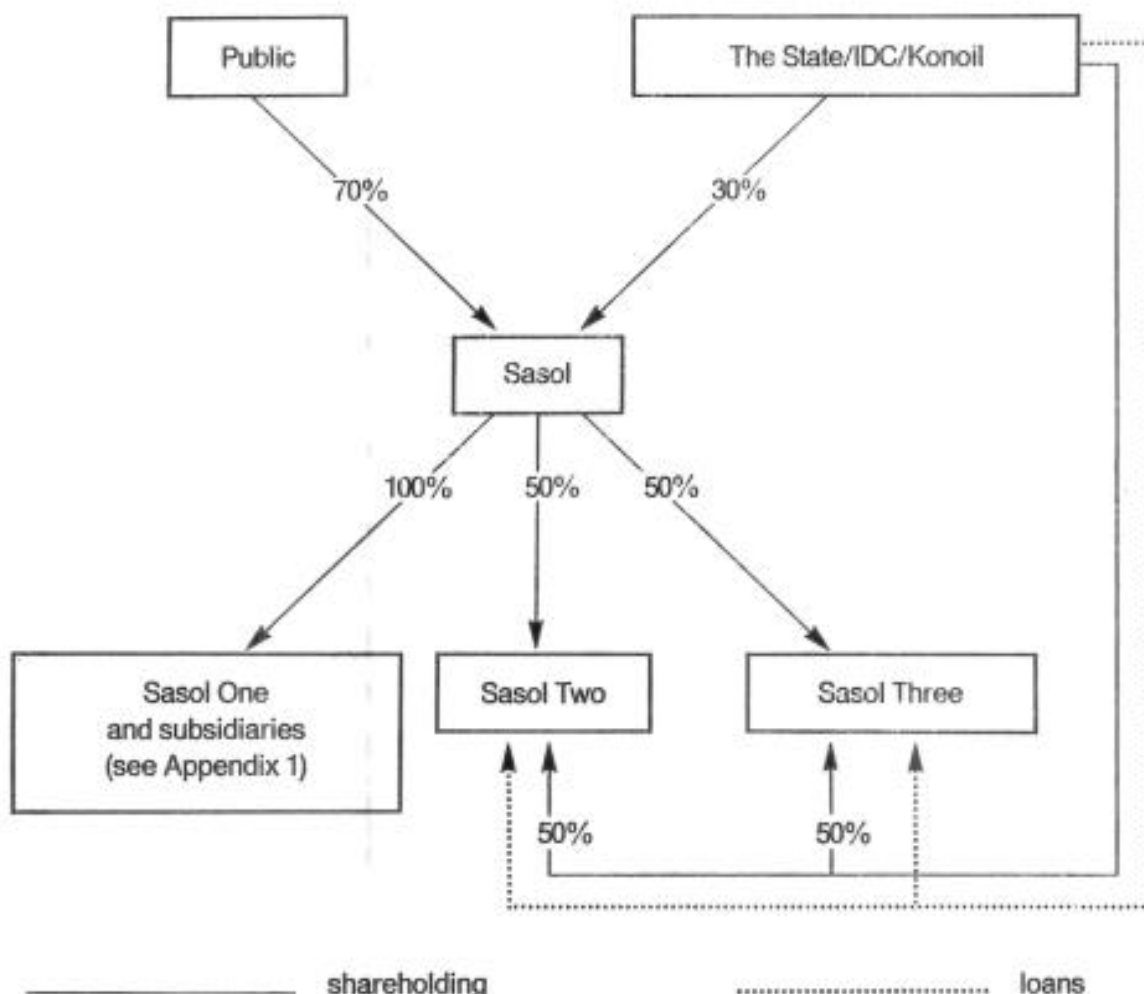 Public
The State/IDC/Konoil
70%
30%
Sasol
100%
50%
50%
Sasol One
and subsidiaries
(see Appendix 1)
Sasol Two
Sasol Three
50%
50%
shareholding
loans